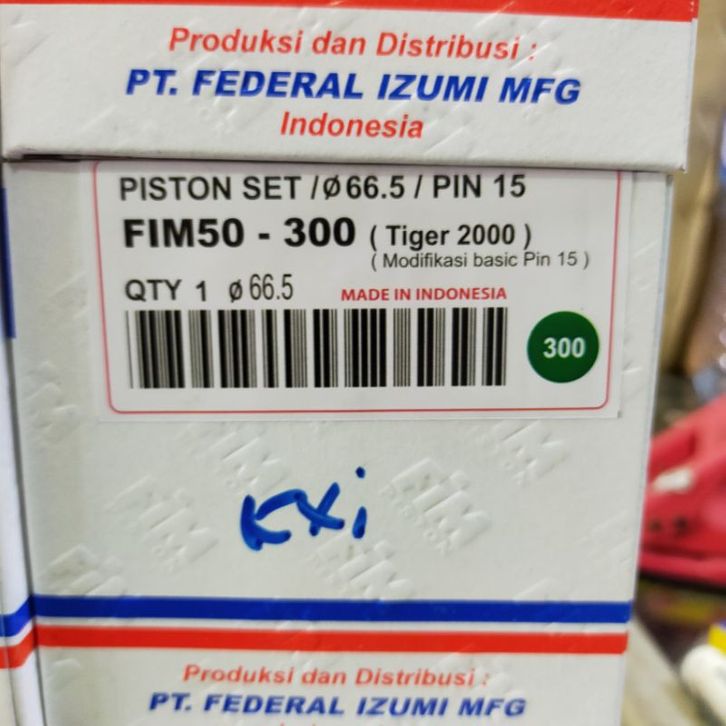 Produksi dan Distribusi :
PT. FEDERAL IZUMI MFG
Indonesia
PISTON SET /Ø66.5 / PIN 15
FIM50 - 300 ( Tiger 2000 )
( Modifikasi basic Pin 15 )
QTY 1 Ø66.5 MADE IN INDONESIA
300
FIM
KXi
Produksi dan Distribusi :
PT. FEDERAL IZUMI MFG